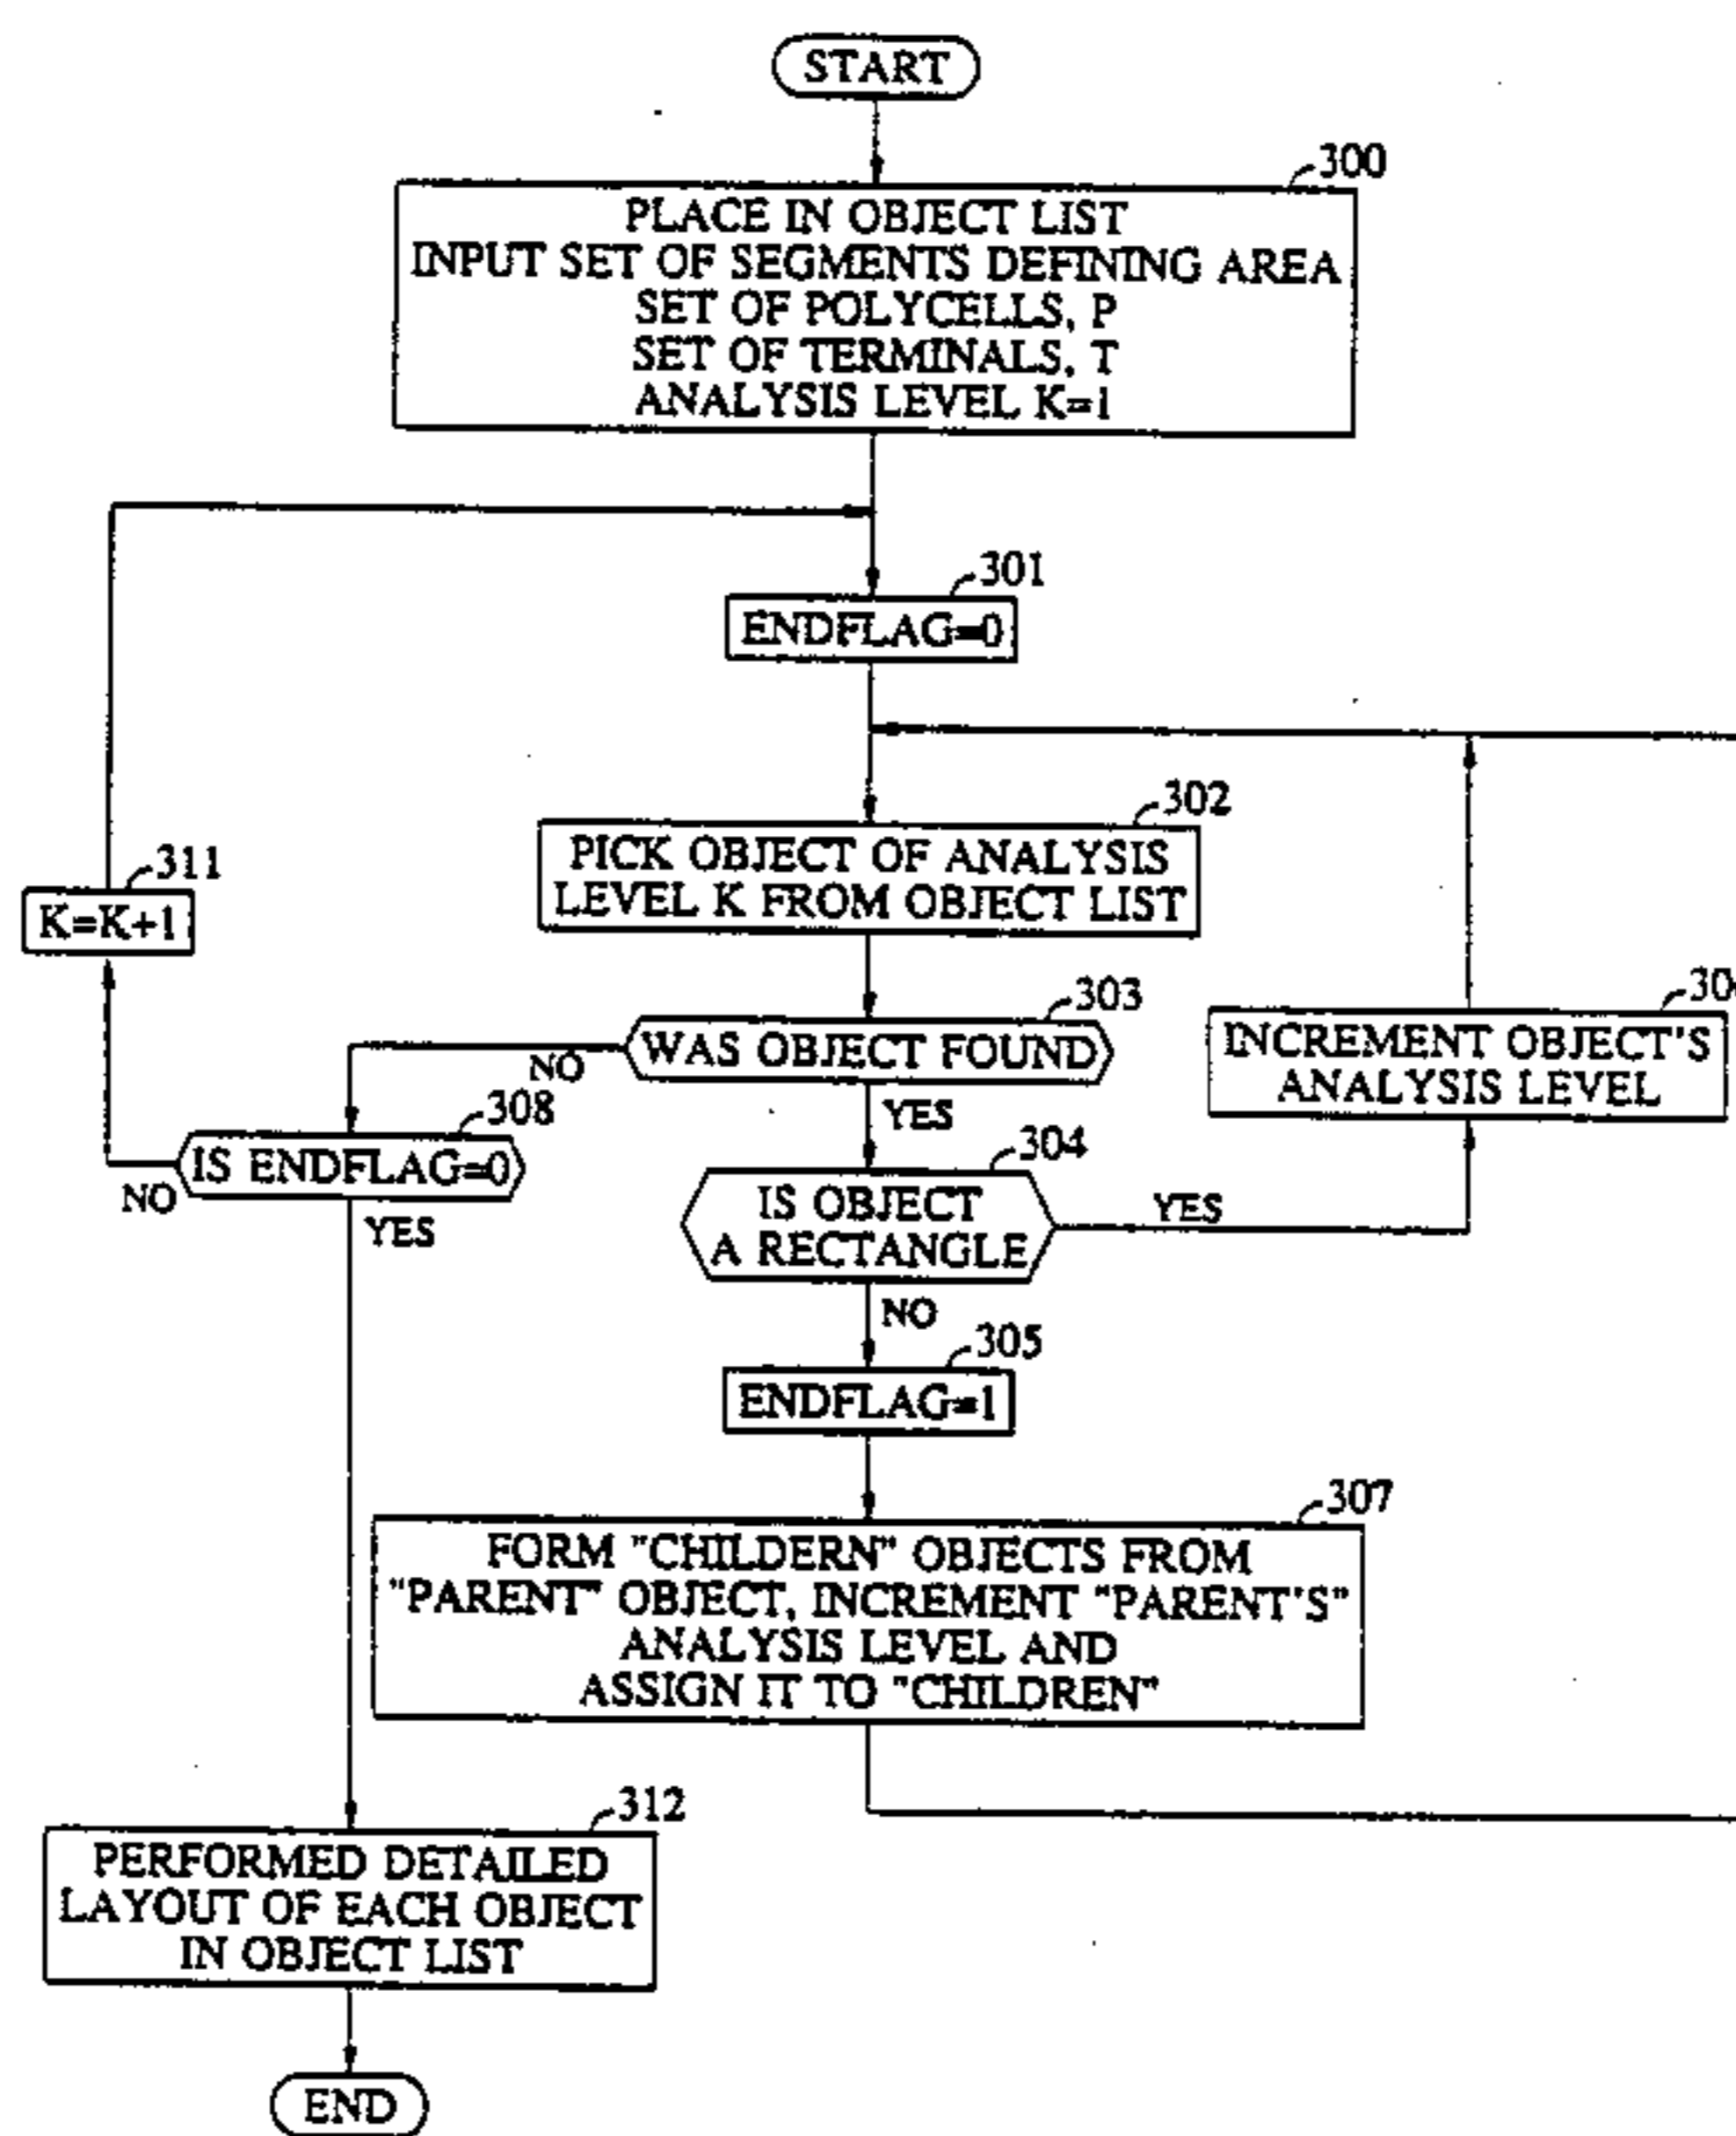 START
300
PLACE IN OBJECT LIST
INPUT SET OF SEGMENTS DEFINING AREA
SET OF POLYCELLS, P
SET OF TERMINALS, T
ANALYSIS LEVEL K=1
301
ENDFLAG=0
302
PICK OBJECT OF ANALYSIS
LEVEL K FROM OBJECT LIST
311
K=K+1
303
WAS OBJECT FOUND
NO
YES
INCREMENT OBJECT'S
ANALYSIS LEVEL
308
IS ENDFLAG=0
NO
YES
304
IS OBJECT
A RECTANGLE
YES
NO
305
ENDFLAG=1
307
FORM "CHILDERN" OBJECTS FROM
"PARENT" OBJECT, INCREMENT "PARENT'S"
ANALYSIS LEVEL AND
ASSIGN IT TO "CHILDREN"
312
PERFORMED DETAILED
LAYOUT OF EACH OBJECT
IN OBJECT LIST
END